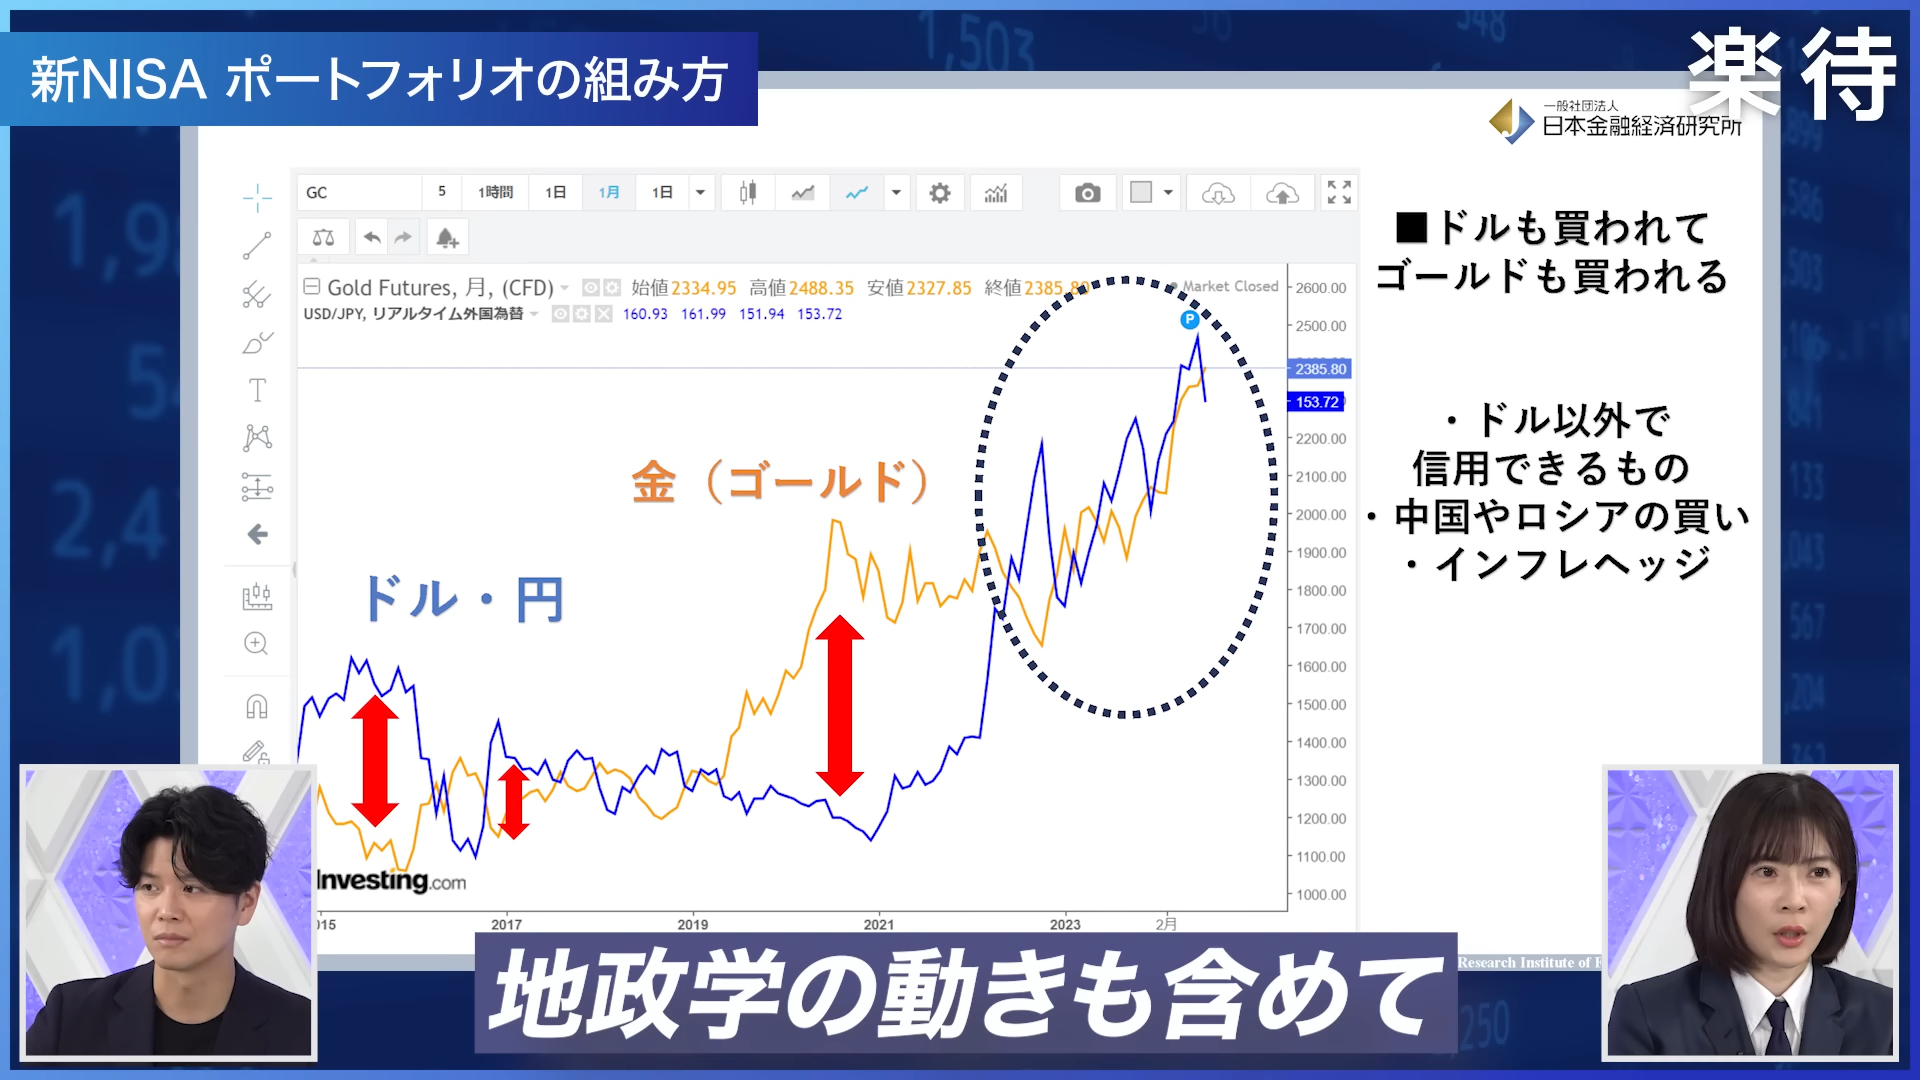 新NISA ポートフォリオの組み方
楽待
一般社団法人
日本金融経済研究所
GC
5
1時間
1日
1月
1日
Gold Futures, 月, (CFD)
始値2334.95 高値2488.35 安値2327.85 終値2385.80
Market Closed
USD/JPY, リアルタイム外国為替
160.93 161.99 151.94 153.72
P
■ドルも買われて
ゴールドも買われる
・ドル以外で
信用できるもの
・中国やロシアの買い
・インフレヘッジ
金（ゴールド）
ドル・円
2600.00
2500.00
2385.80
153.72
2200.00
2100.00
2000.00
1900.00
1800.00
1700.00
1600.00
1500.00
1400.00
1300.00
1200.00
1100.00
1000.00
Investing.com
2017
2019
2021
2023
2月
Research Institute of
地政学の動きも含めて